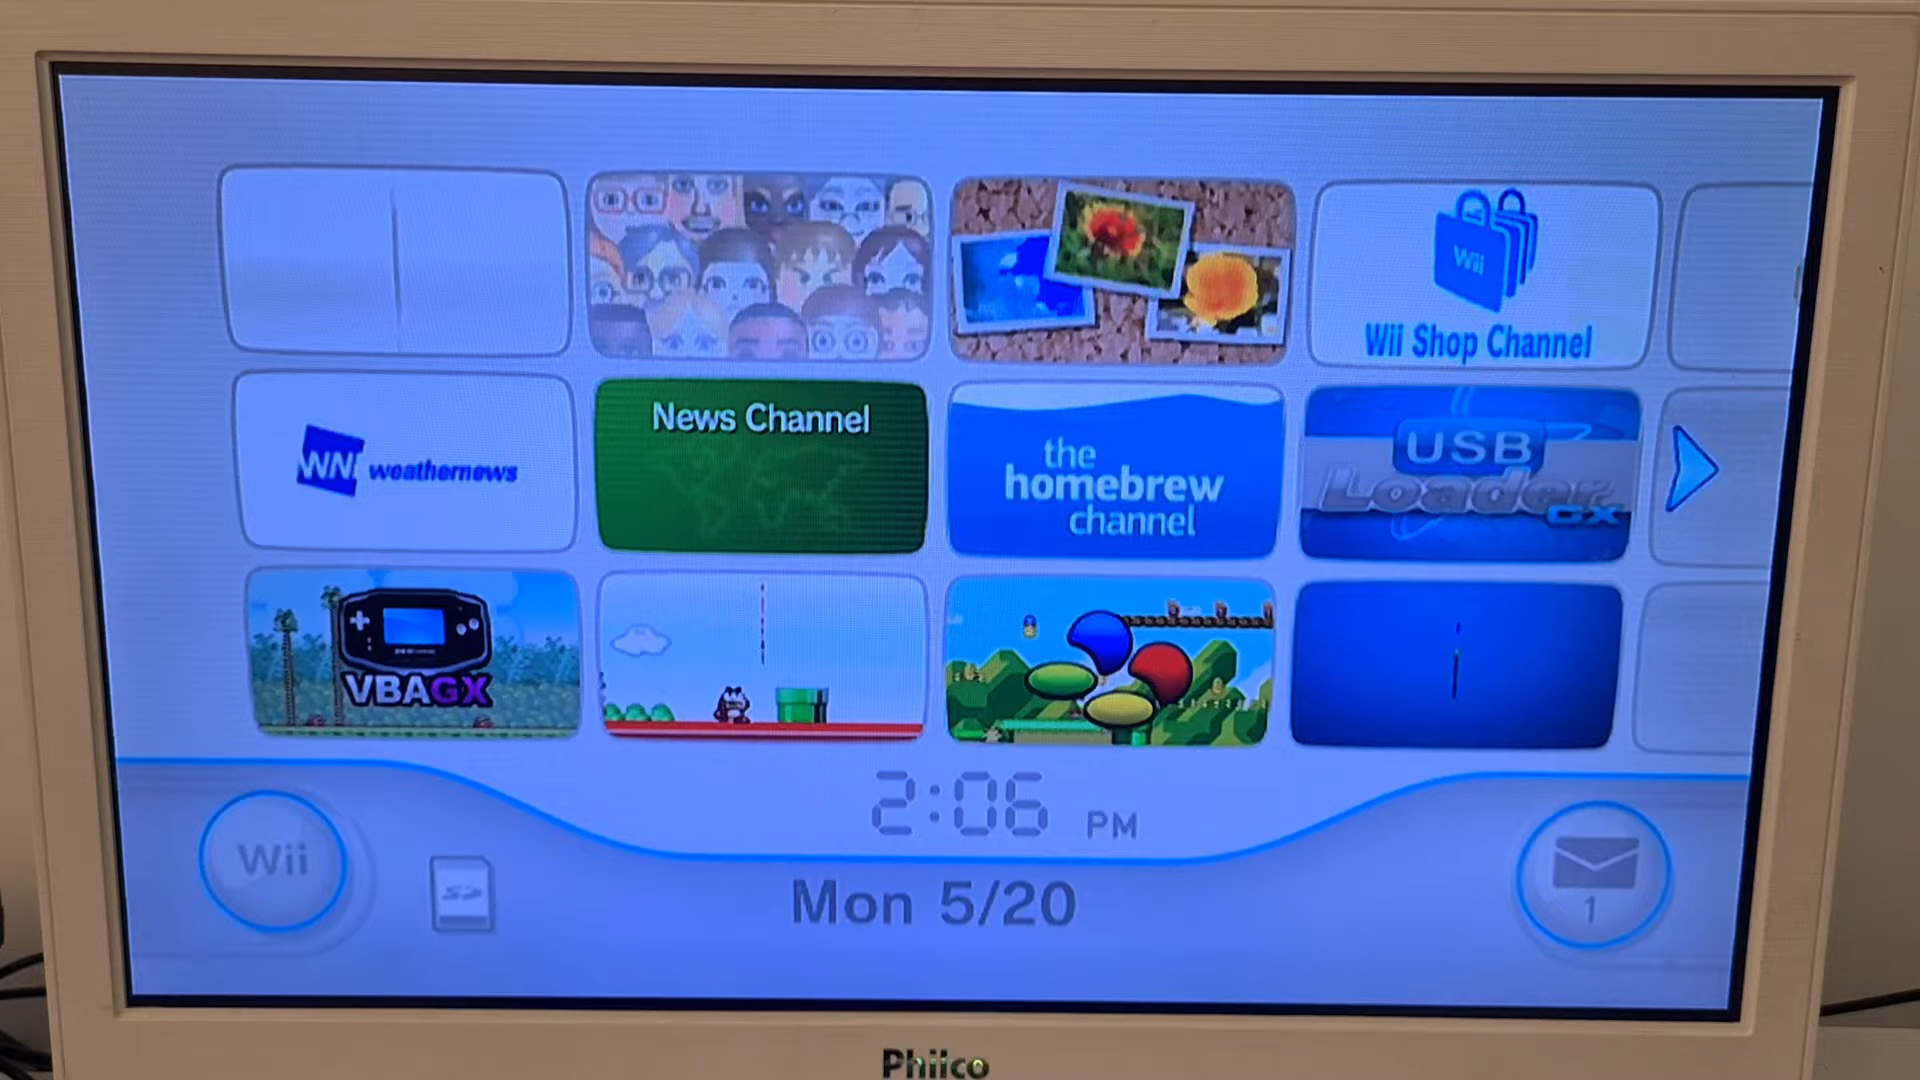 Wii
Wii Shop Channel
WN weathernews
News Channel
the
homebrew
channel
USB
Loader
GX
VBAGX
2:06 PM
Wii
Mon 5/20
1
Philco